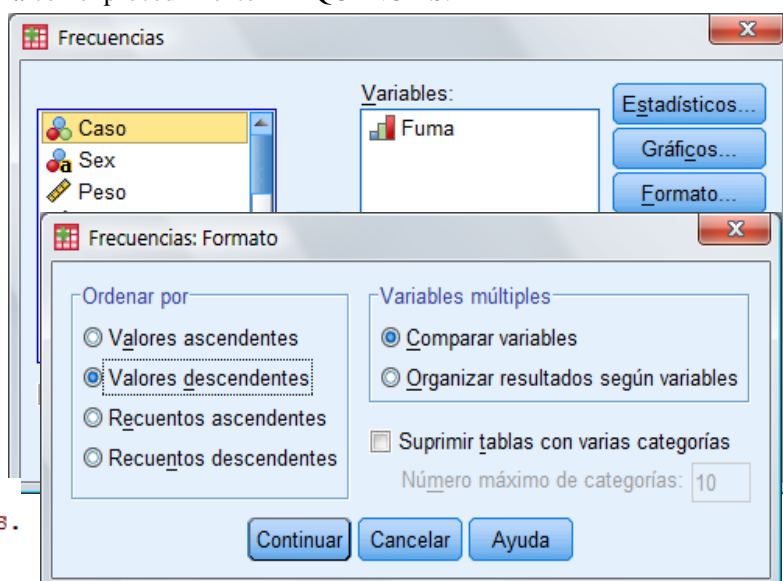 Frecuencias
Variables:
Caso
Sex
Peso
Fuma
Estadísticos...
Gráficos...
Formato...
Frecuencias: Formato
Ordenar por
Valores ascendentes
Valores descendentes
Recuentos ascendentes
Recuentos descendentes
Variables múltiples
Comparar variables
Organizar resultados según variables
Suprimir tablas con varias categorías
Número máximo de categorías: 10
Continuar Cancelar Ayuda